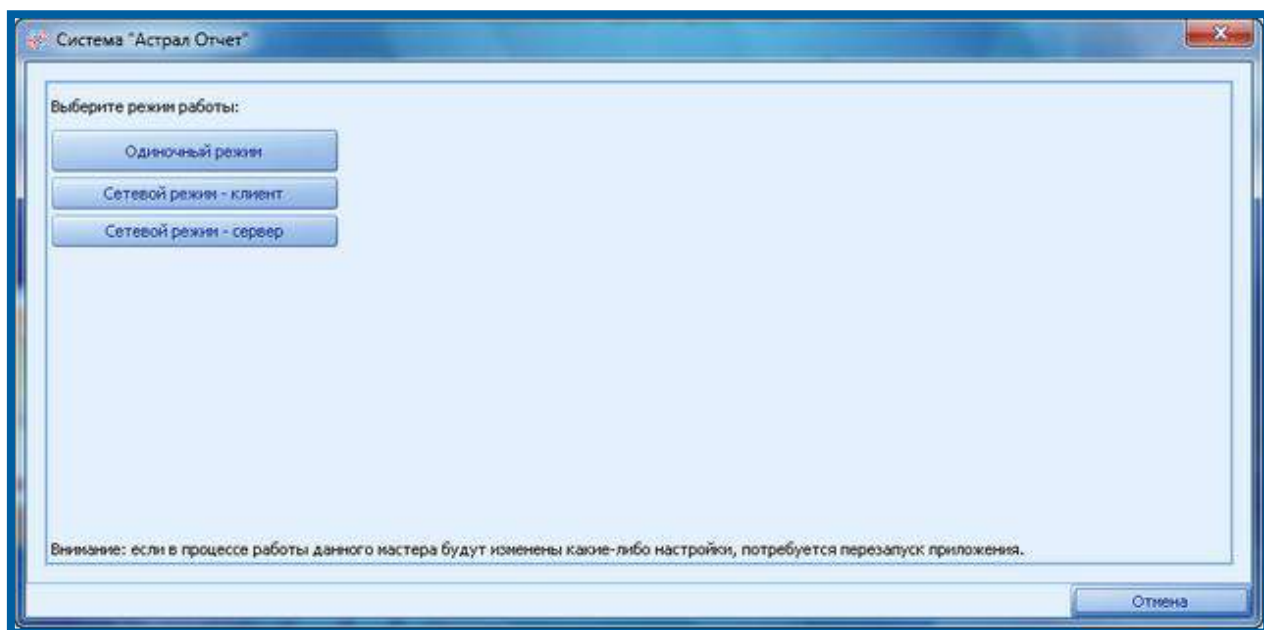 Система "Астрал Отчет"
Выберите режим работы:
Одиночный режим
Сетевой режим - клиент
Сетевой режим - сервер
Внимание: если в процессе работы данного мастера будут изменены какие-либо настройки, потребуется перезапуск приложения.
Отмена